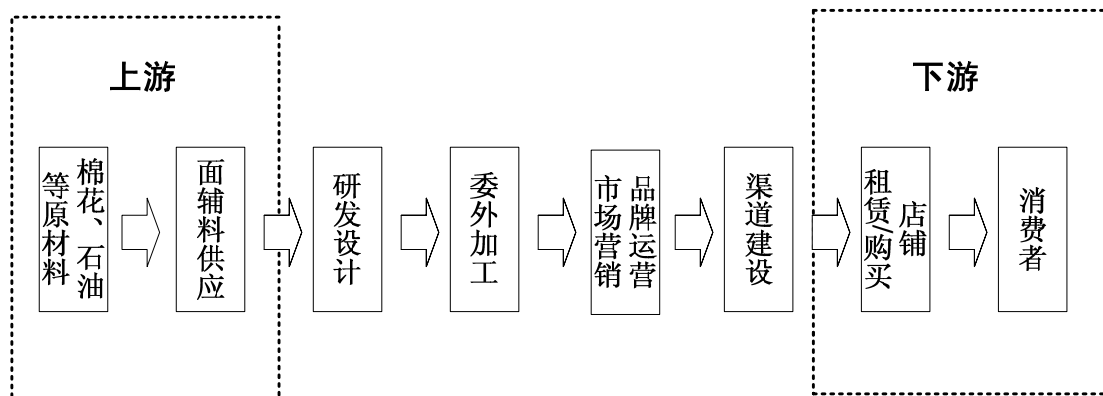 上游
下游
棉花、石油
等原材料
面辅料供应
研发设计
委外加工
品牌运营
市场营销
渠道建设
店铺
租赁/购买
消费者